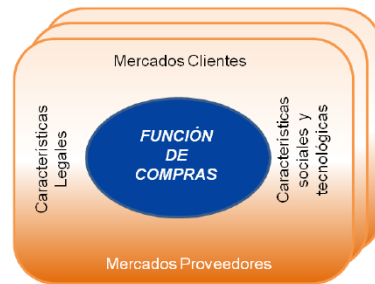 Mercados Clientes
Características
Legales
FUNCIÓN
DE
COMPRAS
Características
sociales y
tecnológicas
Mercados Proveedores